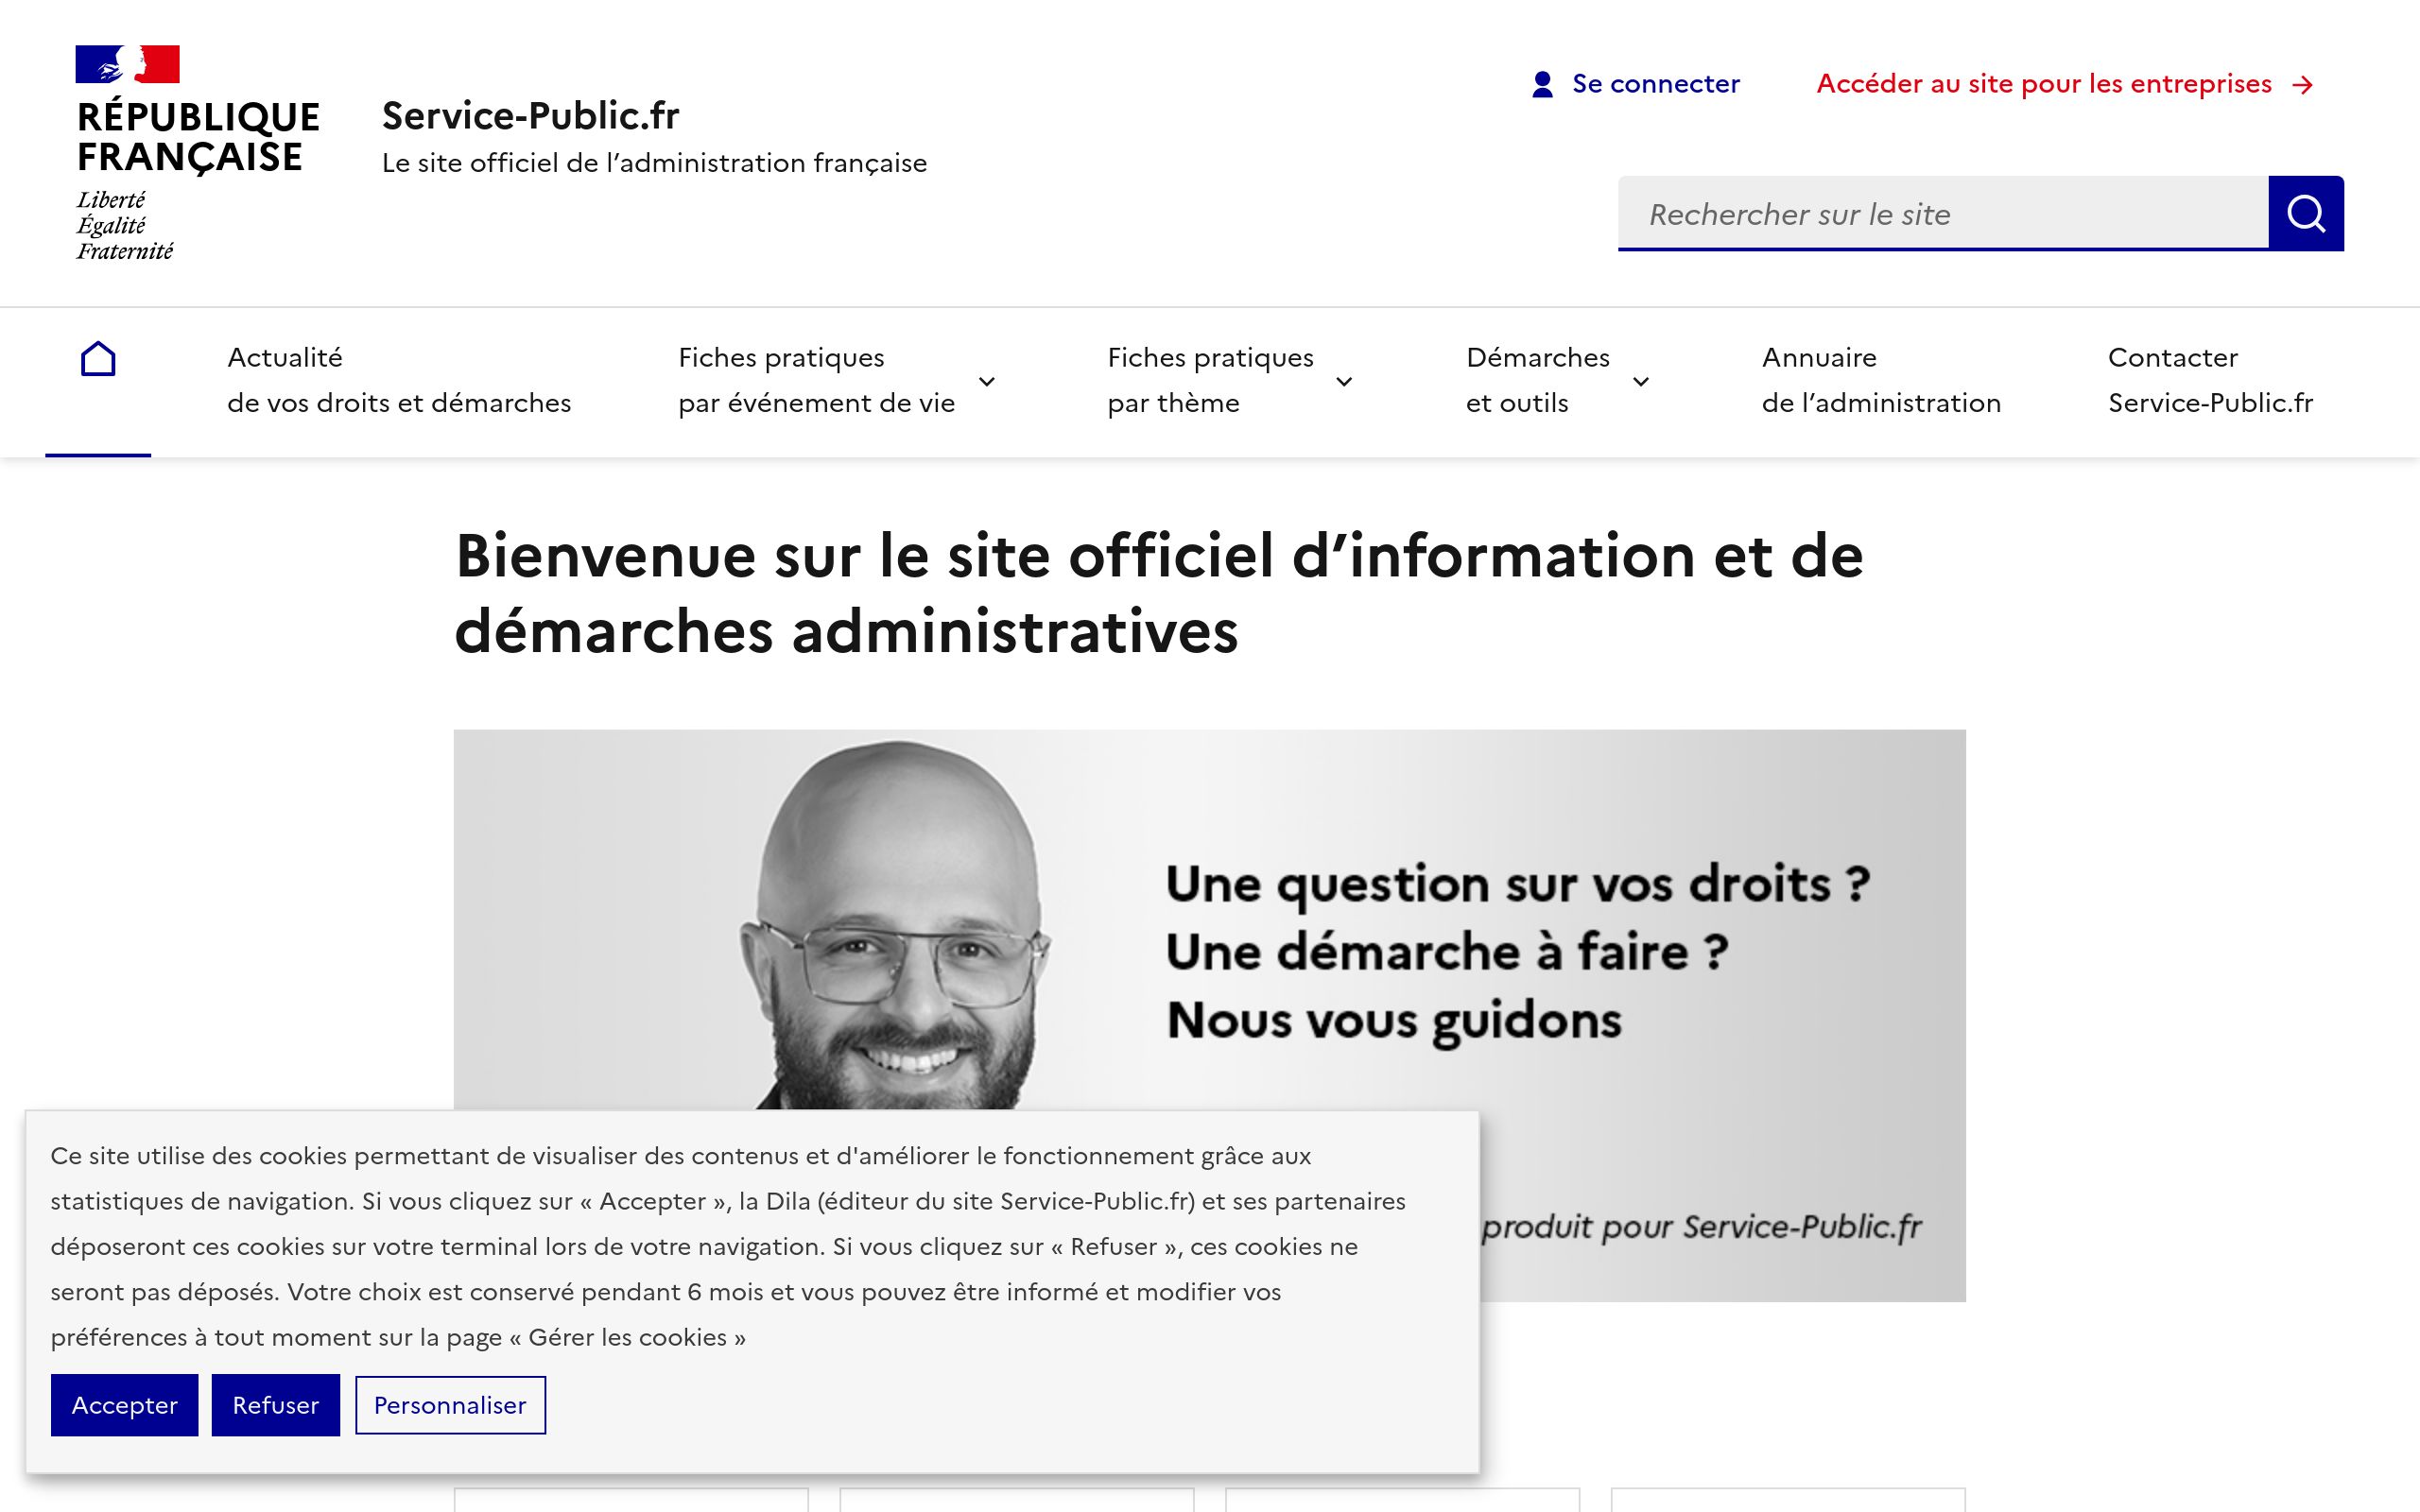 RÉPUBLIQUE
FRANÇAISE
Liberté
Égalité
Fraternité
Service-Public.fr
Le site officiel de l’administration française
Se connecter
Accéder au site pour les entreprises
Rechercher sur le site
Actualité
de vos droits et démarches
Fiches pratiques
par événement de vie
Fiches pratiques
par thème
Démarches
et outils
Annuaire
de l’administration
Contacter
Service-Public.fr
Bienvenue sur le site officiel d’information et de
démarches administratives
Une question sur vos droits ?
Une démarche à faire ?
Nous vous guidons
produit pour Service-Public.fr
Ce site utilise des cookies permettant de visualiser des contenus et d'améliorer le fonctionnement grâce aux
statistiques de navigation. Si vous cliquez sur « Accepter », la Dila (éditeur du site Service-Public.fr) et ses partenaires
déposeront ces cookies sur votre terminal lors de votre navigation. Si vous cliquez sur « Refuser », ces cookies ne
seront pas déposés. Votre choix est conservé pendant 6 mois et vous pouvez être informé et modifier vos
préférences à tout moment sur la page « Gérer les cookies »
Accepter
Refuser
Personnaliser